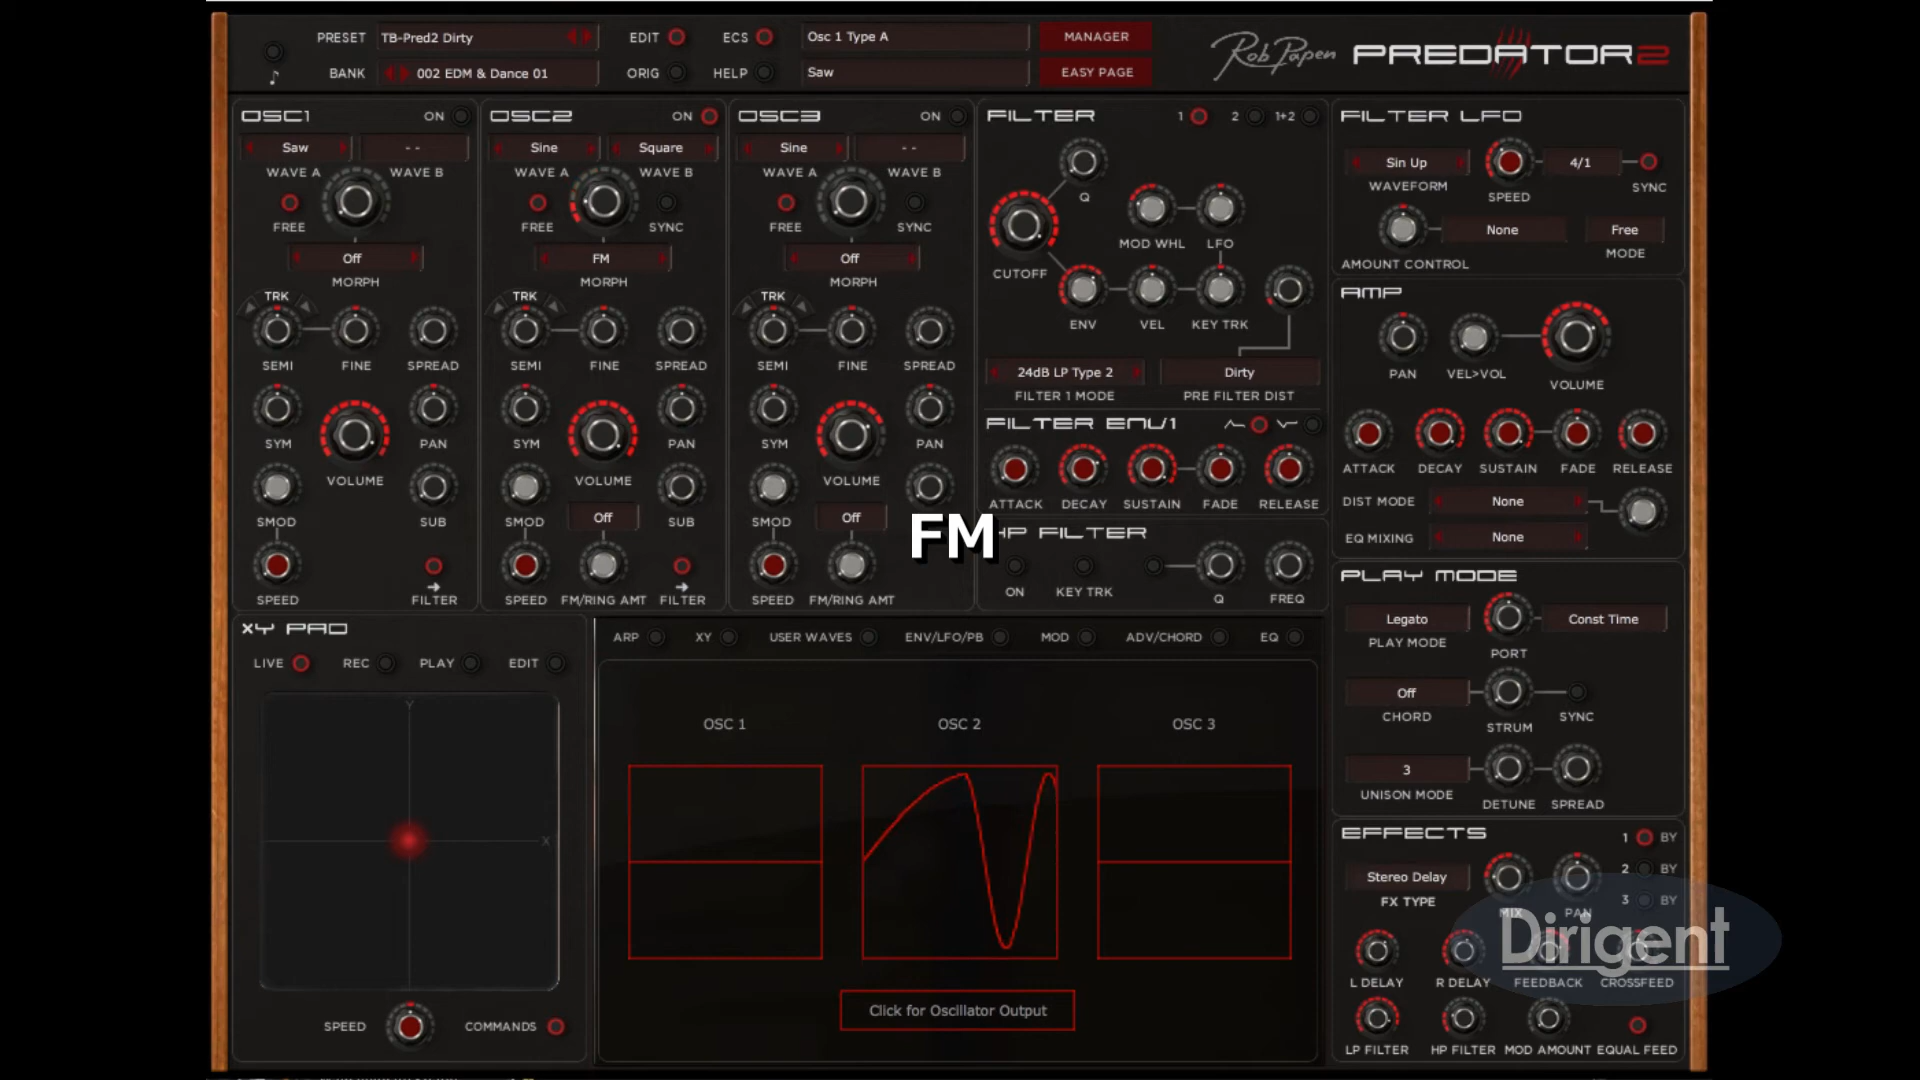 PRESET TB-Pred2 Dirty EDIT ECS Osc 1 Type A MANAGER
BANK 002 EDM & Dance 01 ORIG HELP Saw EASY PAGE
Rob Papen PREDATOR2
OSC1 ON
Saw - -
WAVE A WAVE B
FREE
Off
MORPH
TRK
SEMI FINE SPREAD
SYM PAN
VOLUME
SMOD SUB
SPEED FILTER
OSC2 ON
Sine Square
WAVE A WAVE B
FREE SYNC
FM
MORPH
TRK
SEMI FINE SPREAD
SYM PAN
VOLUME
SMOD Off SUB
SPEED FM/RING AMT FILTER
OSC3 ON
Sine - -
WAVE A WAVE B
FREE SYNC
Off
MORPH
TRK
SEMI FINE SPREAD
SYM PAN
VOLUME
SMOD Off
SPEED FM/RING AMT
FM
FILTER 1 2 1+2
Q
MOD WHL LFO
CUTOFF
ENV VEL KEY TRK
24dB LP Type 2 Dirty
FILTER 1 MODE PRE FILTER DIST
FILTER ENV1
ATTACK DECAY SUSTAIN FADE RELEASE
HP FILTER
ON KEY TRK Q FREQ
FILTER LFO
Sin Up 4/1
WAVEFORM SPEED SYNC
None Free
AMOUNT CONTROL MODE
AMP
PAN VEL>VOL VOLUME
ATTACK DECAY SUSTAIN FADE RELEASE
DIST MODE None
EQ MIXING None
PLAY MODE
Legato Const Time
PLAY MODE PORT
Off
CHORD STRUM SYNC
3
UNISON MODE DETUNE SPREAD
EFFECTS 1 BY
2 BY
Stereo Delay
FX TYPE 3 BY
MIX PAN
Dirigent
L DELAY R DELAY FEEDBACK CROSSFEED
LP FILTER HP FILTER MOD AMOUNT EQUAL FEED
XY PAD
LIVE REC PLAY EDIT
Y
X
SPEED COMMANDS
ARP XY USER WAVES ENV/LFO/PB MOD ADV/CHORD EQ
OSC 1 OSC 2 OSC 3
Click for Oscillator Output